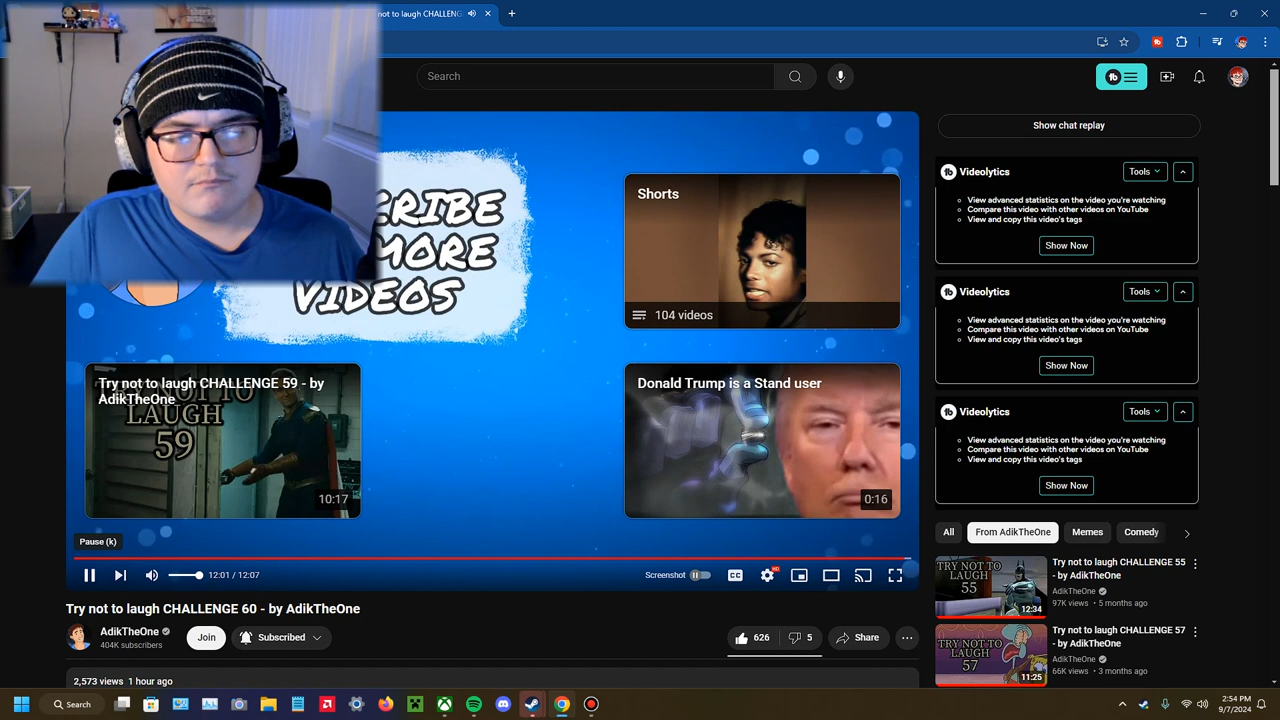 not to laugh CHALLENG
Search
Show chat replay
Videolytics
Tools
View advanced statistics on the video you're watching
Compare this video with other videos on YouTube
View and copy this video's tags
Show Now
Videolytics
Tools
View advanced statistics on the video you're watching
Compare this video with other videos on YouTube
View and copy this video's tags
Show Now
Videolytics
Tools
View advanced statistics on the video you're watching
Compare this video with other videos on YouTube
View and copy this video's tags
Show Now
CRIBE
MORE
VIDEOS
Shorts
104 videos
Try not to laugh CHALLENGE 59 - by
AdikTheOne
TRY NOT TO
LAUGH
59
10:17
Donald Trump is a Stand user
0:16
Pause (k)
12:01 / 12:07
Screenshot
CC
HD
Try not to laugh CHALLENGE 60 - by AdikTheOne
AdikTheOne
404K subscribers
Join
Subscribed
626
5
Share
2,573 views 1 hour ago
All
From AdikTheOne
Memes
Comedy
TRY NOT TO
LAUGH
55
12:34
Try not to laugh CHALLENGE 55
- by AdikTheOne
AdikTheOne
97K views • 5 months ago
TRY NOT TO
LAUGH
57
11:25
Try not to laugh CHALLENGE 57
- by AdikTheOne
AdikTheOne
66K views • 3 months ago
Search
2:54 PM
9/7/2024